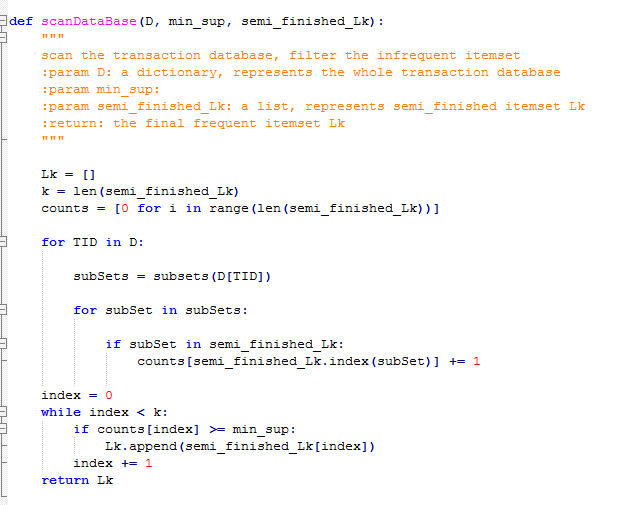 def scanDataBase(D, min_sup, semi_finished_Lk):
    """
    scan the transaction database, filter the infrequent itemset
    :param D: a dictionary, represents the whole transaction database
    :param min_sup:
    :param semi_finished_Lk: a list, represents semi_finished itemset Lk
    :return: the final frequent itemset Lk
    """
    Lk = []
    k = len(semi_finished_Lk)
    counts = [0 for i in range(len(semi_finished_Lk))]
    for TID in D:
        subSets = subsets(D[TID])
        for subSet in subSets:
            if subSet in semi_finished_Lk:
                counts[semi_finished_Lk.index(subSet)] += 1
    index = 0
    while index < k:
        if counts[index] >= min_sup:
            Lk.append(semi_finished_Lk[index])
        index += 1
    return Lk